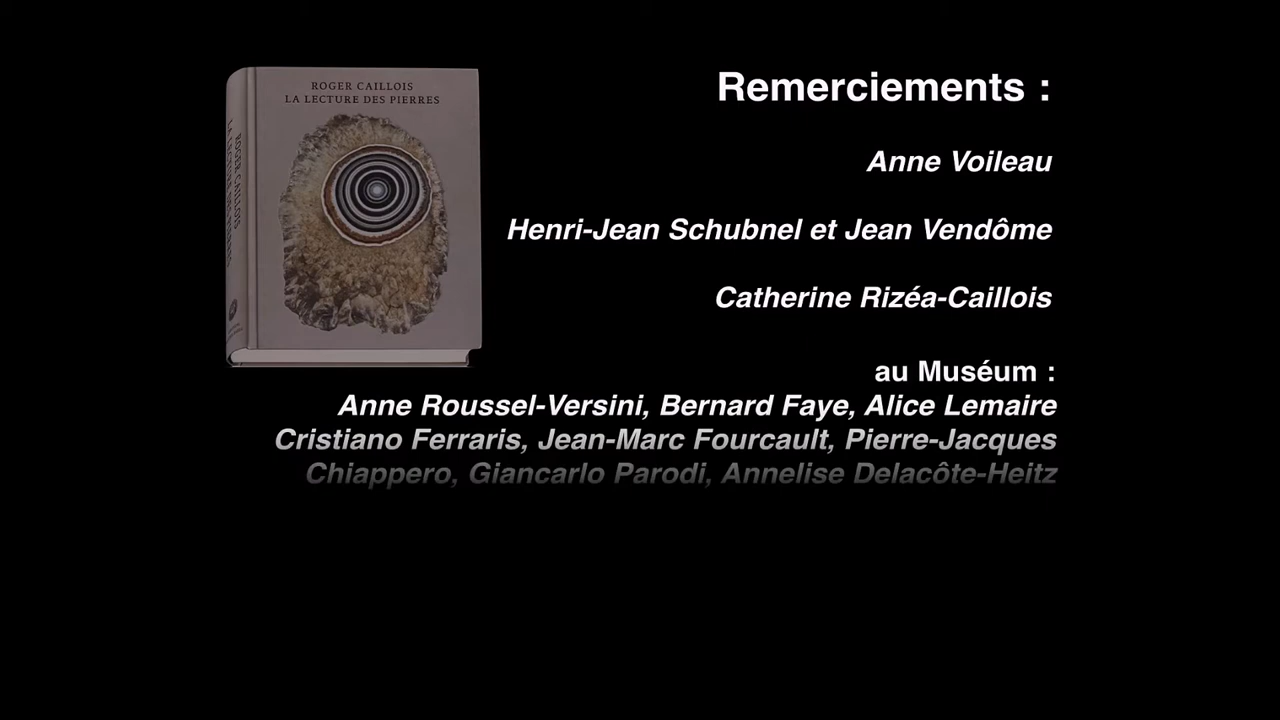 ROGER CAILLOIS
LA LECTURE DES PIERRES
ROGER CAILLOIS
Remerciements :
Anne Voileau
Henri-Jean Schubnel et Jean Vendôme
Catherine Rizéa-Caillois
au Muséum :
Anne Roussel-Versini, Bernard Faye, Alice Lemaire
Cristiano Ferraris, Jean-Marc Fourcault, Pierre-Jacques
Chiappero, Giancarlo Parodi, Annelise Delacôte-Heitz